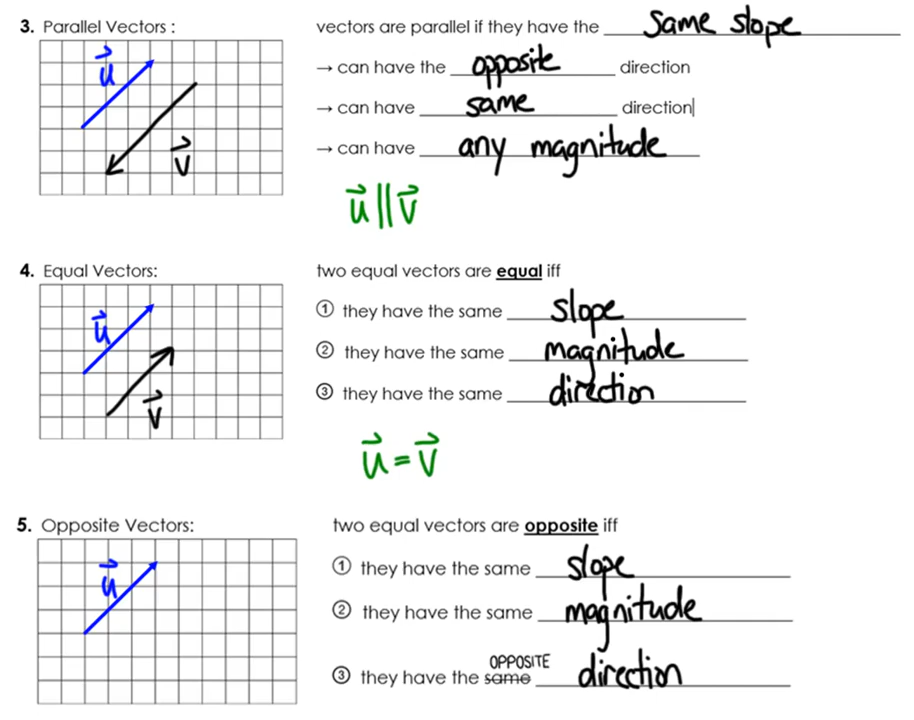 3. Parallel Vectors :
vectors are parallel if they have the same slope
→ can have the opposite direction
→ can have same direction
→ can have any magnitude
u⃗
v⃗
u⃗ || v⃗
4. Equal Vectors:
two equal vectors are equal iff
① they have the same slope
② they have the same magnitude
③ they have the same direction
u⃗
v⃗
u⃗ = v⃗
5. Opposite Vectors:
two equal vectors are opposite iff
① they have the same slope
② they have the same magnitude
OPPOSITE
③ they have the same direction
u⃗